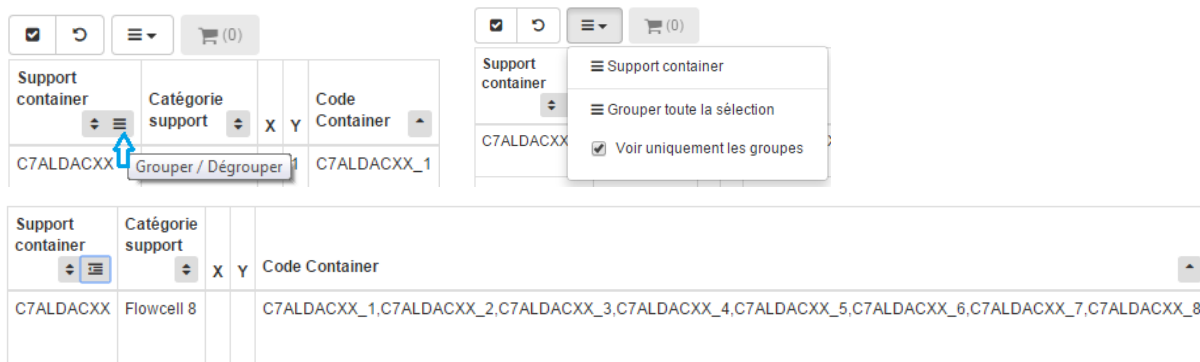 (0)
Support
container
Catégorie
support
X
Y
Code
Container
C7ALDACXX
1
C7ALDACXX_1
Grouper / Dégrouper
(0)
Support
container
C7ALDACXX
Support container
Grouper toute la sélection
Voir uniquement les groupes
Support
container
Catégorie
support
X
Y
Code Container
C7ALDACXX
Flowcell 8
C7ALDACXX_1,C7ALDACXX_2,C7ALDACXX_3,C7ALDACXX_4,C7ALDACXX_5,C7ALDACXX_6,C7ALDACXX_7,C7ALDACXX_8